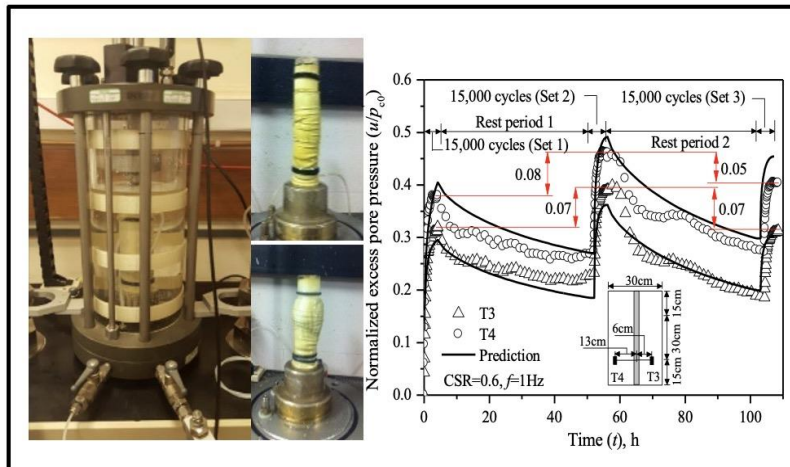 15,000 cycles (Set 2)
15,000 cycles (Set 3)
Rest period 1
Rest period 2
15,000 cycles (Set 1)
Normalized excess pore pressure (u/p'c0)
0.6
0.5
0.4
0.3
0.2
0.1
0.0
0.08
0.07
0.05
0.07
30cm
15cm
30cm
15cm
6cm
13cm
T4
T3
T3
T4
Prediction
CSR=0.6, f=1Hz
0
20
40
60
80
100
Time (t), h